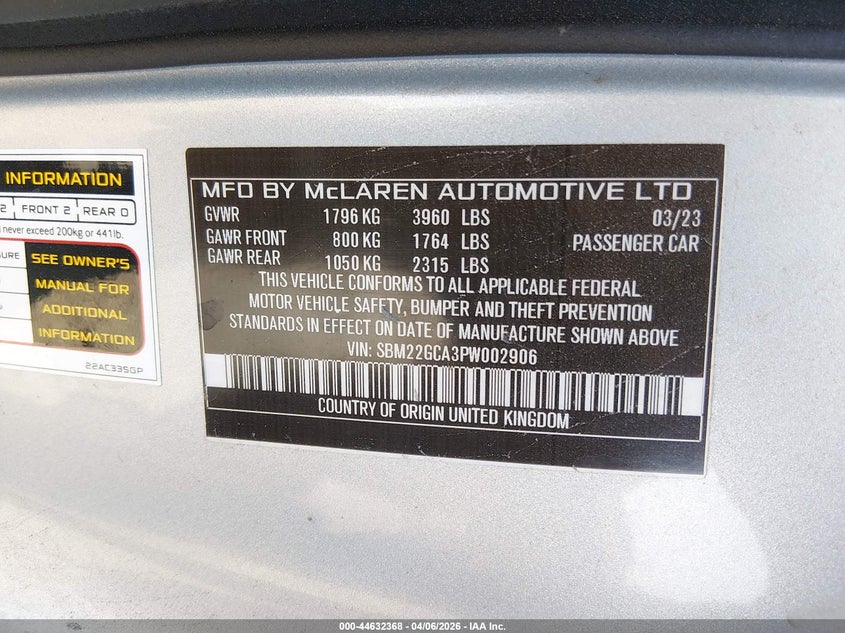 INFORMATION
2 FRONT 2 REAR 0
never exceed 200kg or 441lb.
SEE OWNER'S
MANUAL FOR
ADDITIONAL
INFORMATION
22AC335GP
MFD BY McLAREN AUTOMOTIVE LTD
GVWR 1796 KG 3960 LBS 03/23
GAWR FRONT 800 KG 1764 LBS PASSENGER CAR
GAWR REAR 1050 KG 2315 LBS
THIS VEHICLE CONFORMS TO ALL APPLICABLE FEDERAL
MOTOR VEHICLE SAFETY, BUMPER AND THEFT PREVENTION
STANDARDS IN EFFECT ON DATE OF MANUFACTURE SHOWN ABOVE
VIN: SBM22GCA3PW002906
COUNTRY OF ORIGIN UNITED KINGDOM
000-44632368 - 04/06/2026 - IAA Inc.